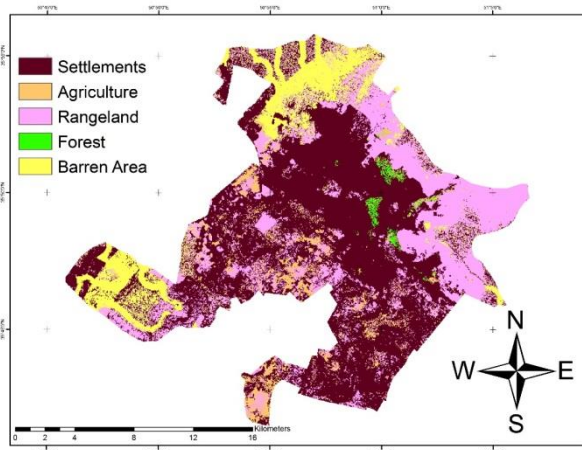 Settlements
Agriculture
Rangeland
Forest
Barren Area
N
W E
S
Kilometers
0 2 4 8 12 16